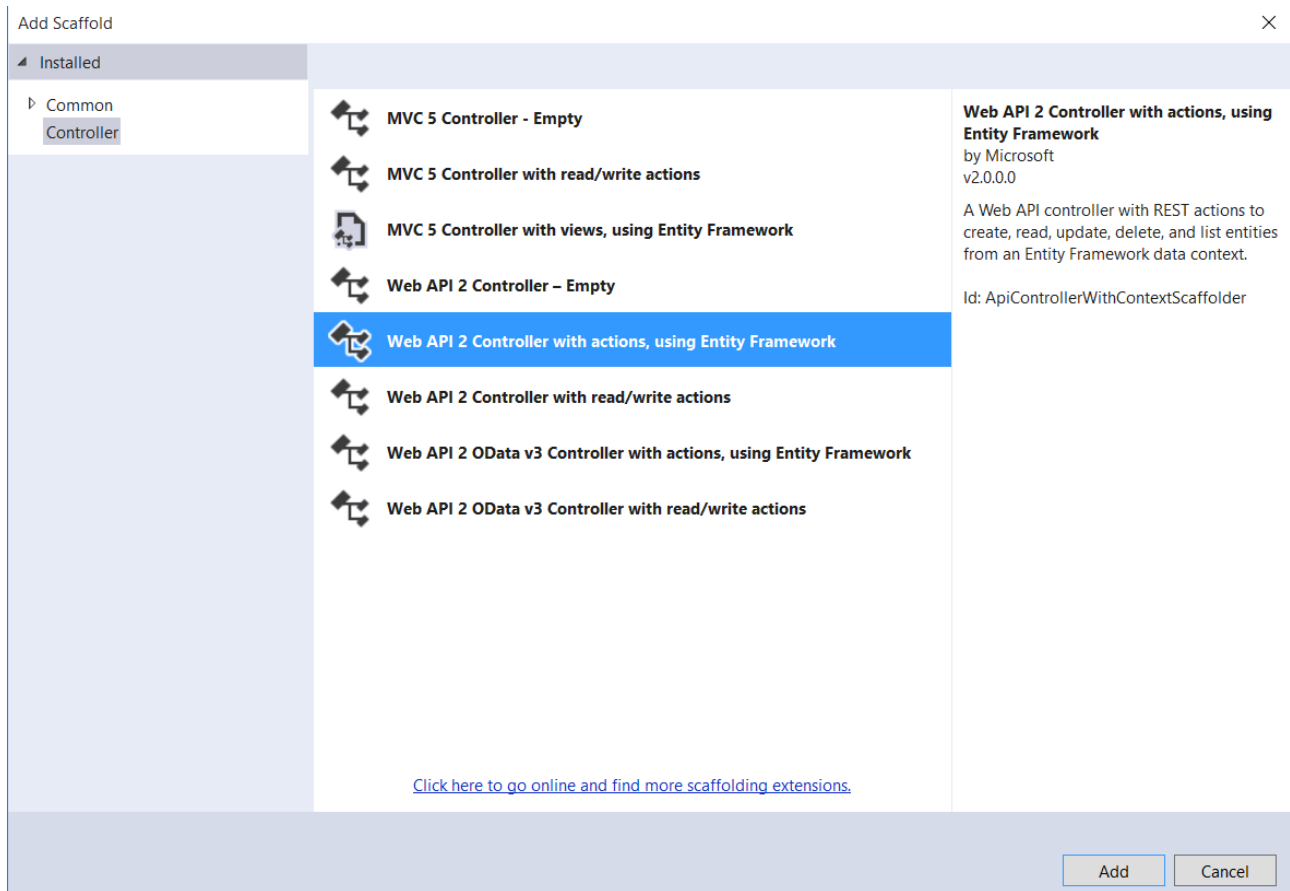 Add Scaffold
Installed
Common
Controller
MVC 5 Controller - Empty
MVC 5 Controller with read/write actions
MVC 5 Controller with views, using Entity Framework
Web API 2 Controller – Empty
Web API 2 Controller with actions, using Entity Framework
Web API 2 Controller with read/write actions
Web API 2 OData v3 Controller with actions, using Entity Framework
Web API 2 OData v3 Controller with read/write actions
Click here to go online and find more scaffolding extensions.
Web API 2 Controller with actions, using
Entity Framework
by Microsoft
v2.0.0.0
A Web API controller with REST actions to
create, read, update, delete, and list entities
from an Entity Framework data context.
Id: ApiControllerWithContextScaffolder
Add
Cancel